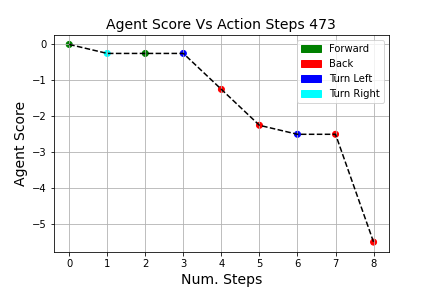 Agent Score Vs Action Steps 473
0
−1
−2
−3
−4
−5
Agent Score
Forward
Back
Turn Left
Turn Right
0 1 2 3 4 5 6 7 8
Num. Steps